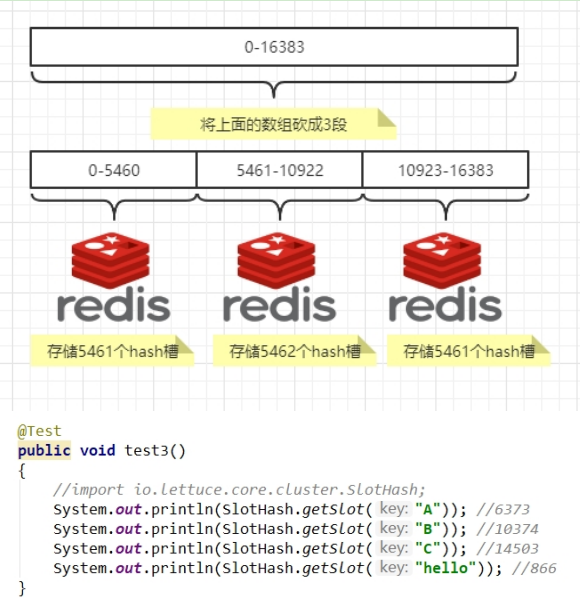 0-16383
将上面的数组砍成3段
0-5460 5461-10922 10923-16383
redis redis redis
存储5461个hash槽 存储5462个hash槽 存储5461个hash槽
@Test
public void test3()
{
//import io.lettuce.core.cluster.SlotHash;
System.out.println(SlotHash.getSlot( key: "A")); //6373
System.out.println(SlotHash.getSlot( key: "B")); //10374
System.out.println(SlotHash.getSlot( key: "C")); //14503
System.out.println(SlotHash.getSlot( key: "hello")); //866
}